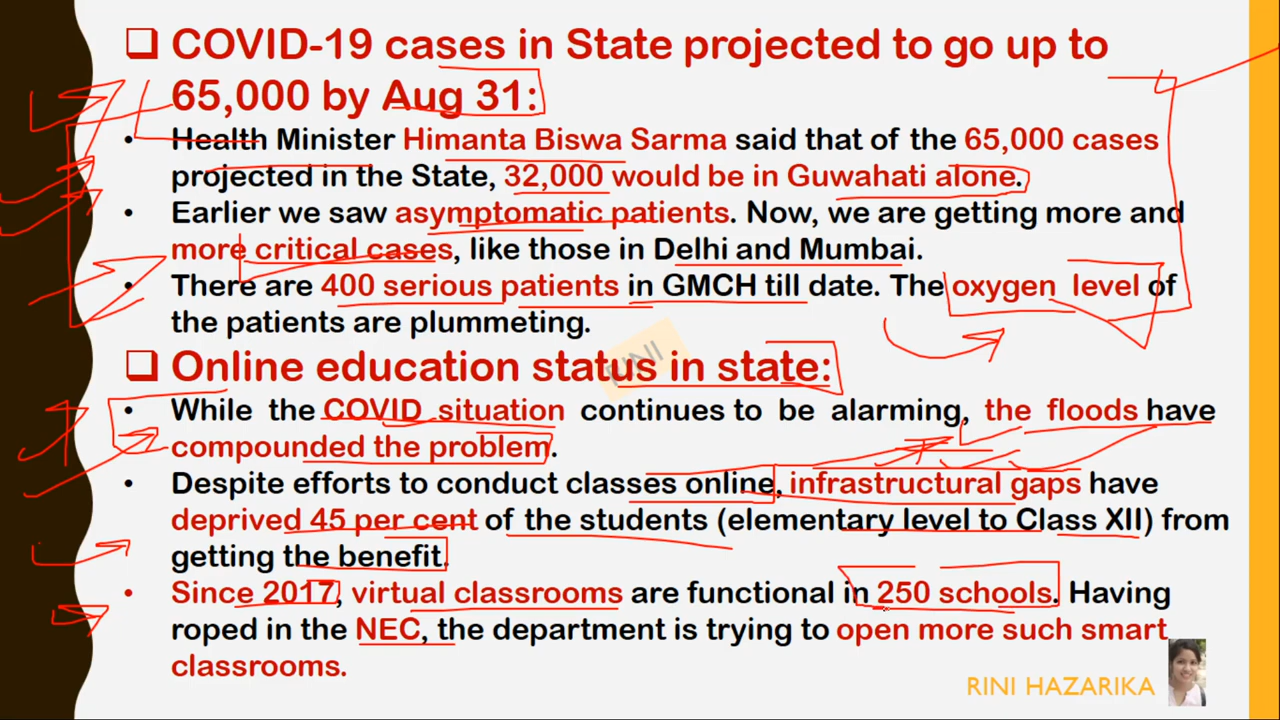 ❑ COVID-19 cases in State projected to go up to
65,000 by Aug 31:
• Health Minister Himanta Biswa Sarma said that of the 65,000 cases
projected in the State, 32,000 would be in Guwahati alone.
• Earlier we saw asymptomatic patients. Now, we are getting more and
more critical cases, like those in Delhi and Mumbai.
• There are 400 serious patients in GMCH till date. The oxygen level of
the patients are plummeting.
❑ Online education status in state:
• While the COVID situation continues to be alarming, the floods have
compounded the problem.
• Despite efforts to conduct classes online, infrastructural gaps have
deprived 45 per cent of the students (elementary level to Class XII) from
getting the benefit.
• Since 2017, virtual classrooms are functional in 250 schools. Having
roped in the NEC, the department is trying to open more such smart
classrooms.
RINI
RINI HAZARIKA